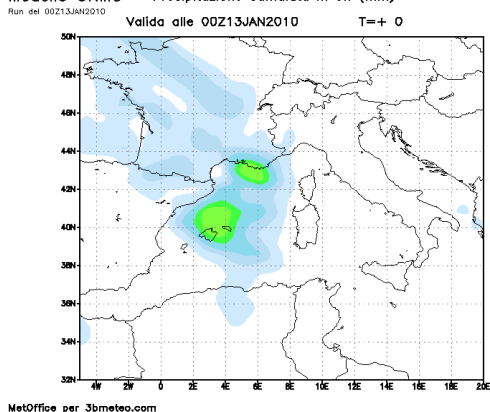 Run del 00Z13JAN2010
Valida alle 00Z13JAN2010 T=+ 0
50N
48N
46N
44N
42N
40N
38N
36N
34N
32N
4W 2W 0 2E 4E 6E 8E 10E 12E 14E 16E 18E 20E
MetOffice per 3bmeteo.com